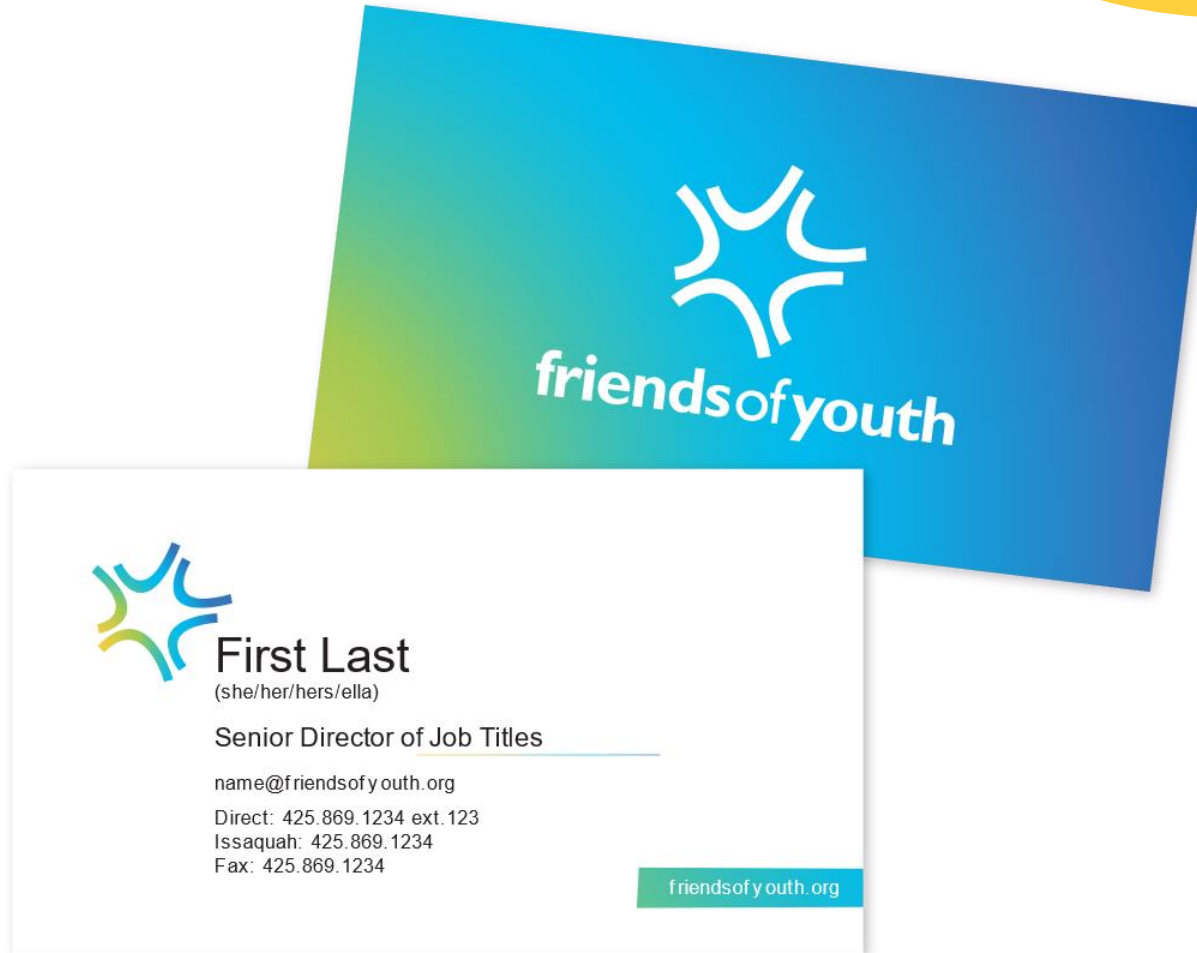 friendsofyouth
First Last
(she/her/hers/ella)
Senior Director of Job Titles
name@friendsofyouth.org
Direct: 425.869.1234 ext.123
Issaquah: 425.869.1234
Fax: 425.869.1234
friendsofyouth.org